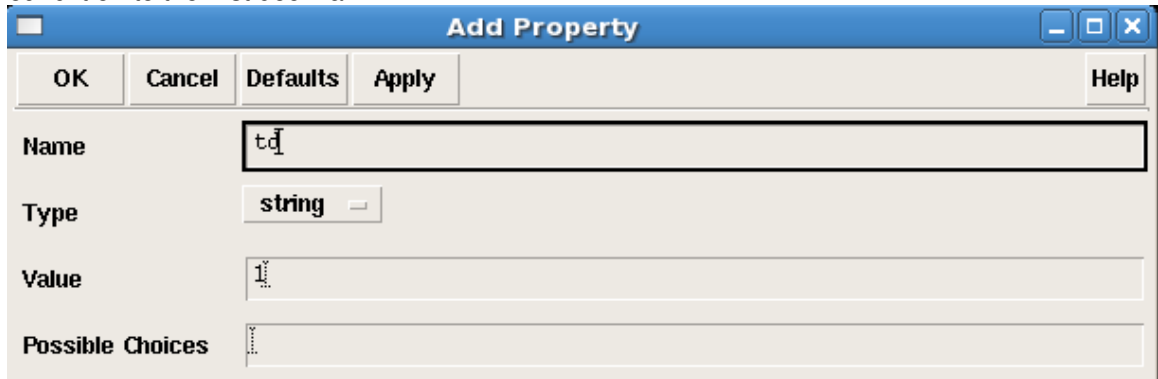 Add Property
OK Cancel Defaults Apply Help
Name td
Type string
Value 1
Possible Choices